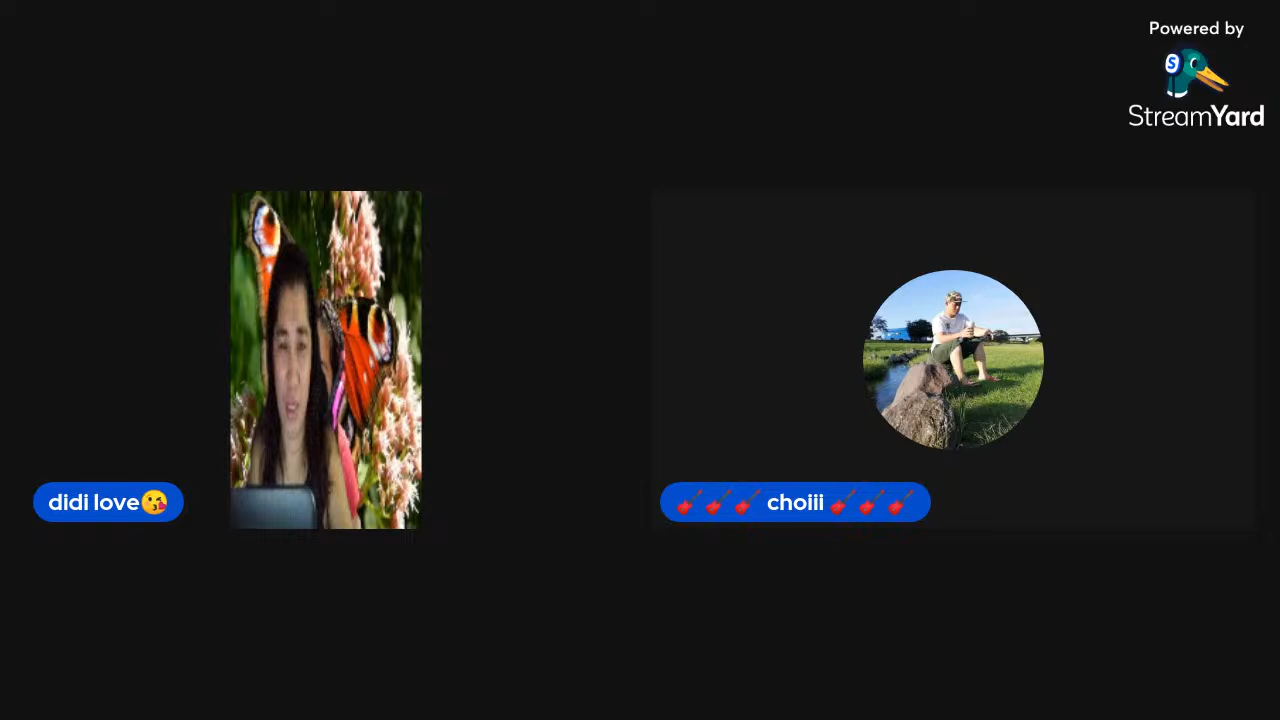 Powered by
S
StreamYard
didi love😘
🎸🎸🎸 choiii 🎸🎸🎸